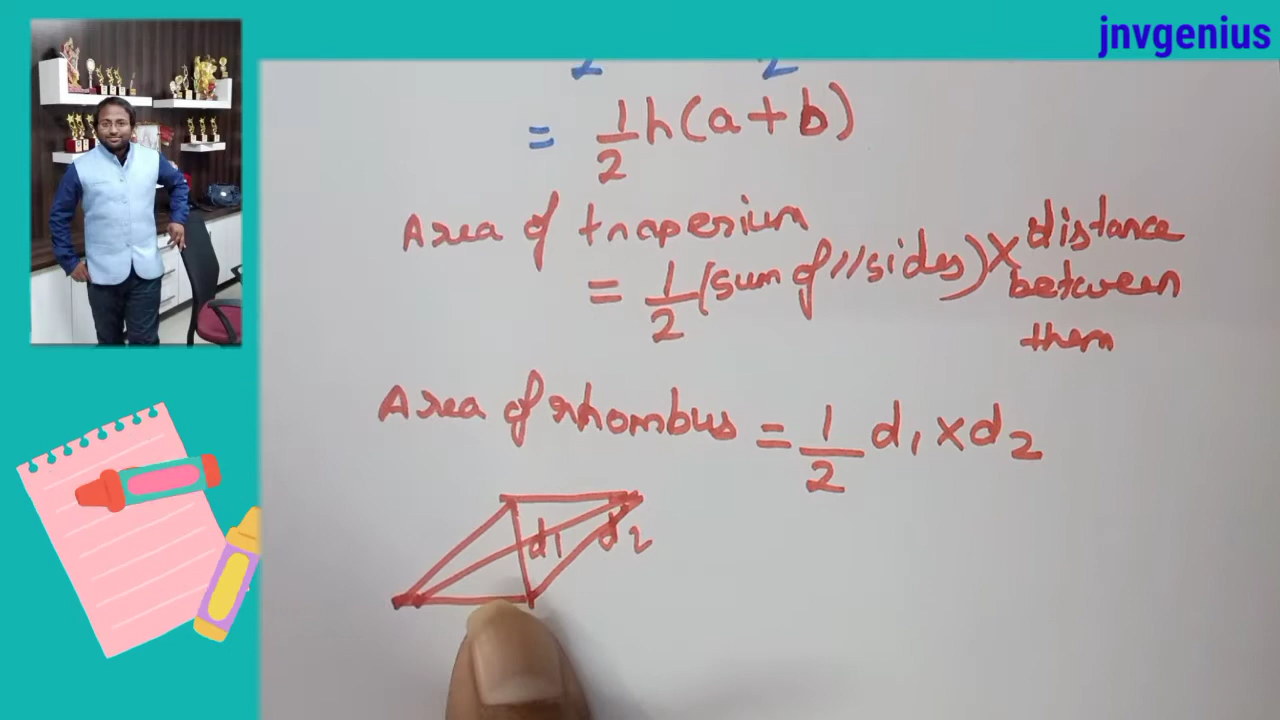 jnvgenius
= 1/2 h(a+b)
Area of trapezium
= 1/2 (sum of // sides) × distance
between
them
Area of rhombus = 1/2 d₁ × d₂
d₁ d₂